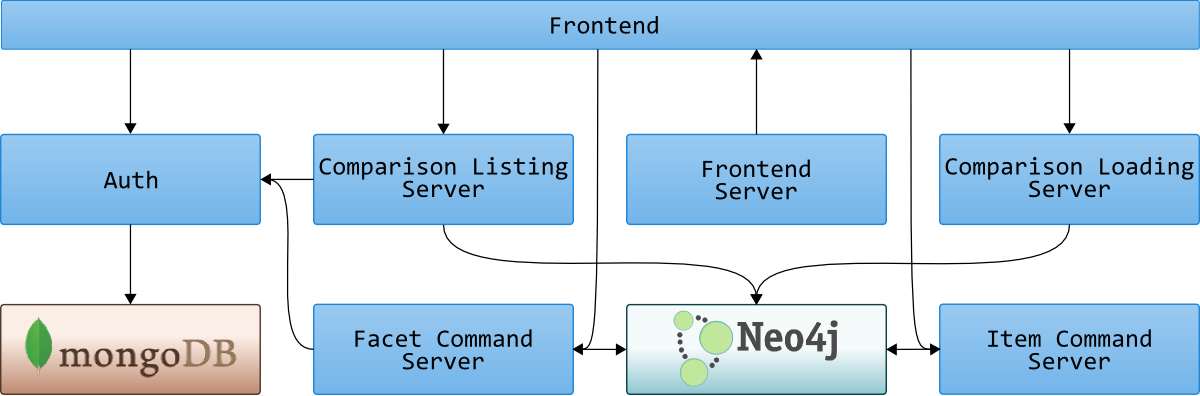 Frontend
Auth
Comparison Listing
Server
Frontend
Server
Comparison Loading
Server
mongoDB
Facet Command
Server
Neo4j
Item Command
Server